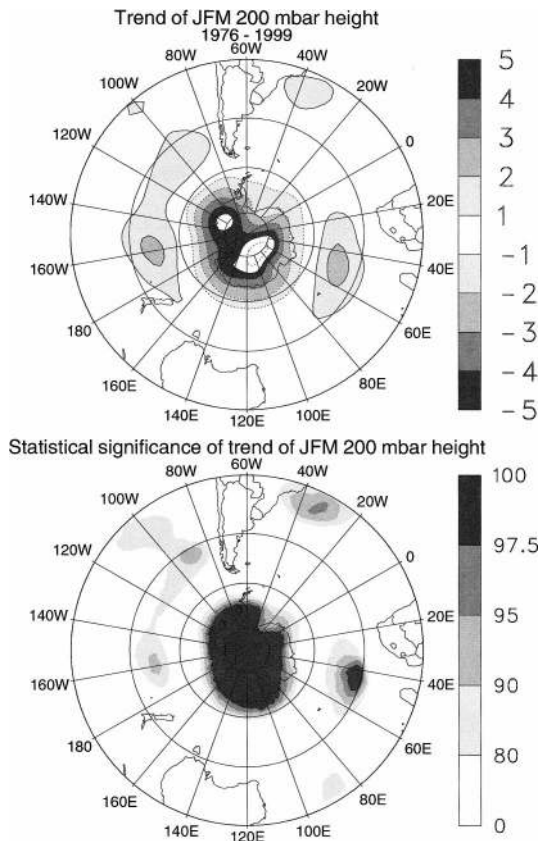 Trend of JFM 200 mbar height
1976 - 1999
60W
80W 40W
100W 20W
120W 0
140W 20E
160W 40E
180 60E
160E 80E
140E 100E
120E
5
4
3
2
1
-1
-2
-3
-4
-5
Statistical significance of trend of JFM 200 mbar height
60W
80W 40W
100W 20W
120W 0
140W 20E
160W 40E
180 60E
160E 80E
140E 100E
120E
100
97.5
95
90
80
0